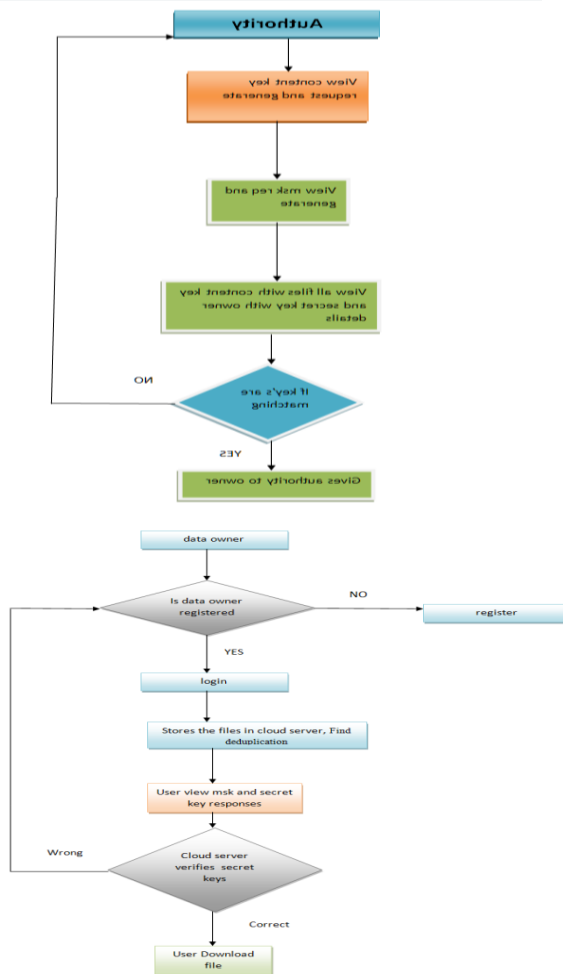 Authority
View content key
request and generate
View msk req and
generate
View all files with content key
and secret key with owner
details
If key's are
matching
NO
YES
Gives authority to owner
data owner
Is data owner
registered
NO
register
YES
login
Stores the files in cloud server, Find
deduplication
User view msk and secret
key responses
Wrong
Cloud server
verifies secret
keys
Correct
User Download
file